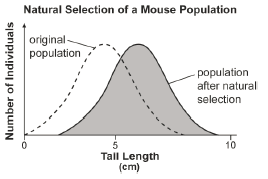 Natural Selection of a Mouse Population
Number of Individuals
original
population
population
after natural
selection
0
5
10
Tail Length
(cm)